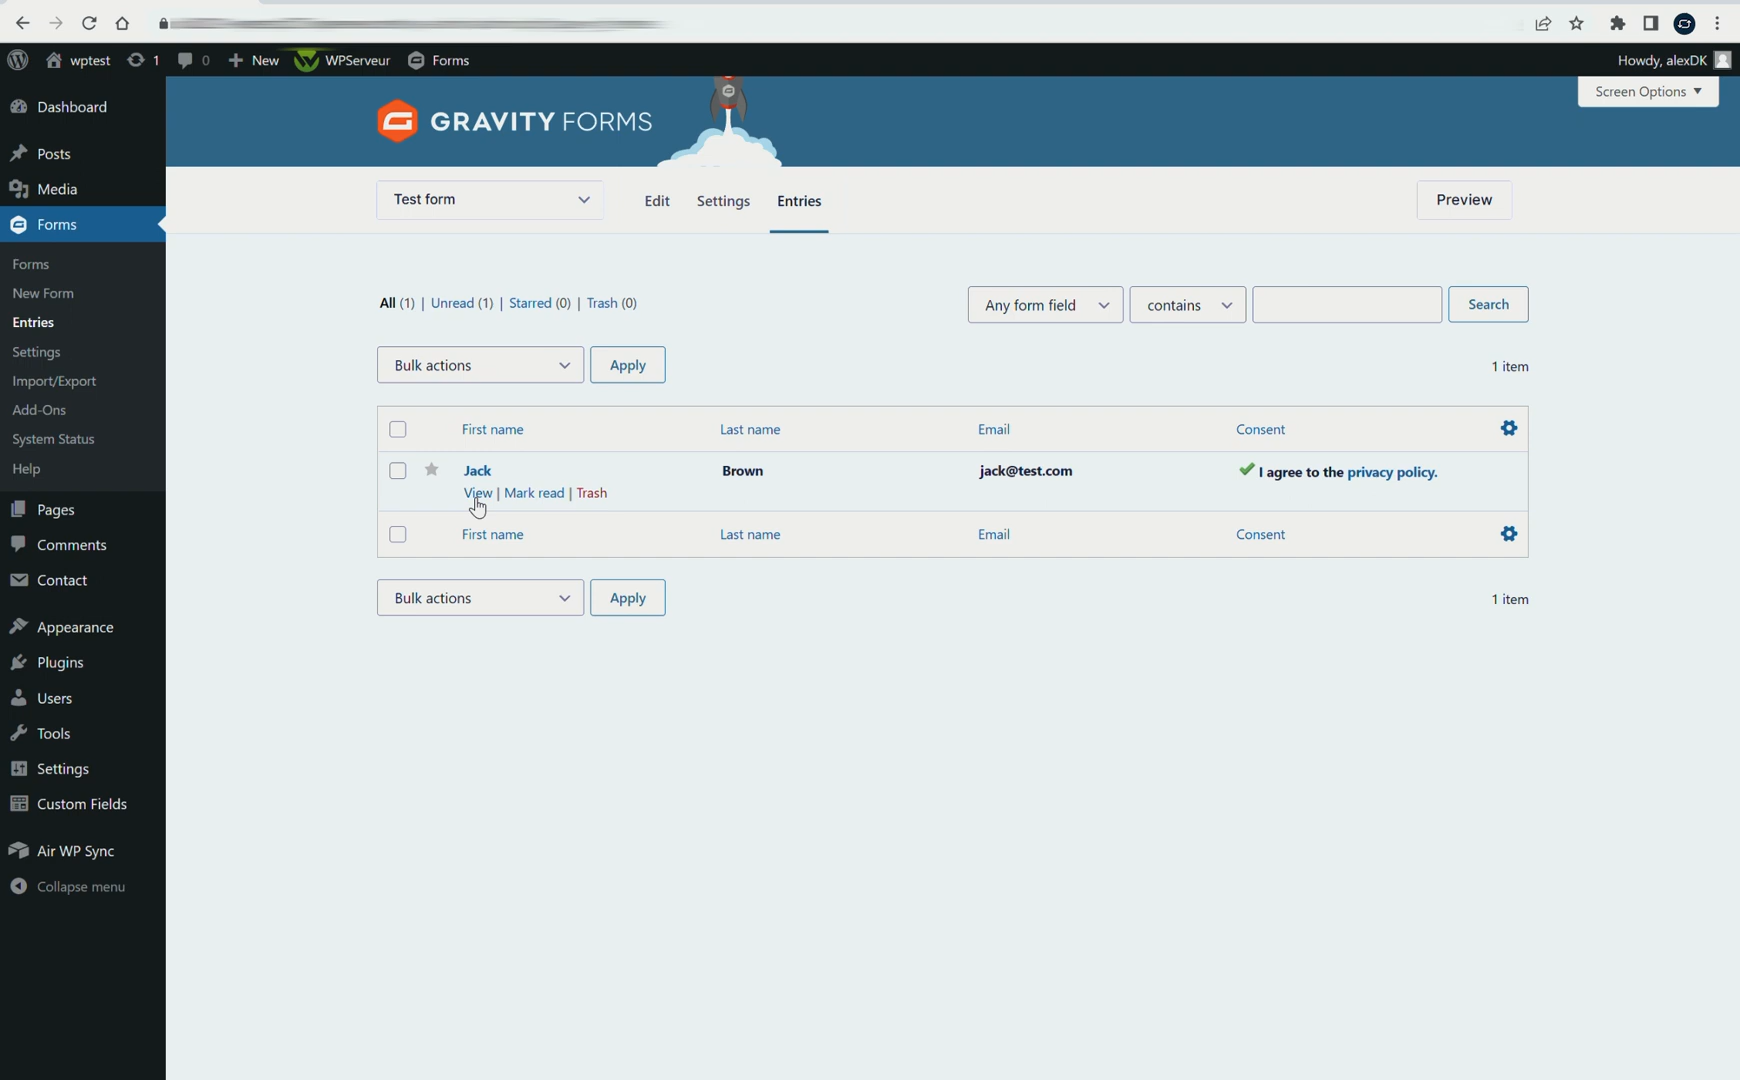 wptest 1 0 New WPServeur Forms Howdy, alexDK
Screen Options
GRAVITY FORMS
Dashboard
Posts
Media
Forms
Forms
New Form
Entries
Settings
Import/Export
Add-Ons
System Status
Help
Pages
Comments
Contact
Appearance
Plugins
Users
Tools
Settings
Custom Fields
Air WP Sync
Collapse menu
Test form Edit Settings Entries Preview
All (1) | Unread (1) | Starred (0) | Trash (0) Any form field contains Search
Bulk actions Apply 1 item
First name Last name Email Consent
Jack Brown jack@test.com I agree to the privacy policy.
View | Mark read | Trash
First name Last name Email Consent
Bulk actions Apply 1 item